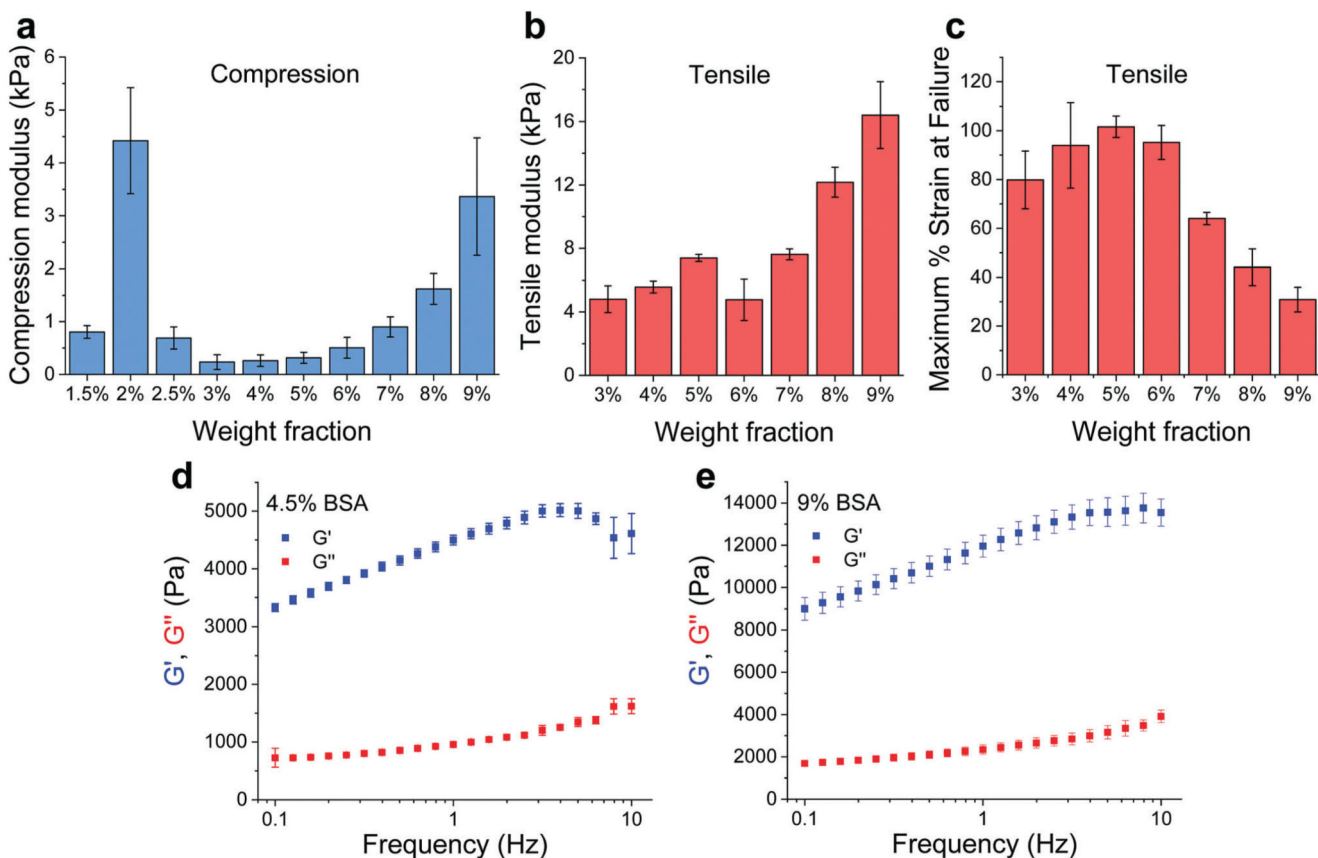 a
Compression modulus (kPa)
6
5
4
3
2
1
0
Compression
1.5% 2% 2.5% 3% 4% 5% 6% 7% 8% 9%
Weight fraction
b
Tensile modulus (kPa)
20
16
12
8
4
0
Tensile
3% 4% 5% 6% 7% 8% 9%
Weight fraction
c
Maximum % Strain at Failure
120
100
80
60
40
20
0
Tensile
3% 4% 5% 6% 7% 8% 9%
Weight fraction
d
G', G'' (Pa)
5000
4000
3000
2000
1000
0
4.5% BSA
G'
G''
0.1 1 10
Frequency (Hz)
e
G', G'' (Pa)
14000
12000
10000
8000
6000
4000
2000
0
9% BSA
G'
G''
0.1 1 10
Frequency (Hz)